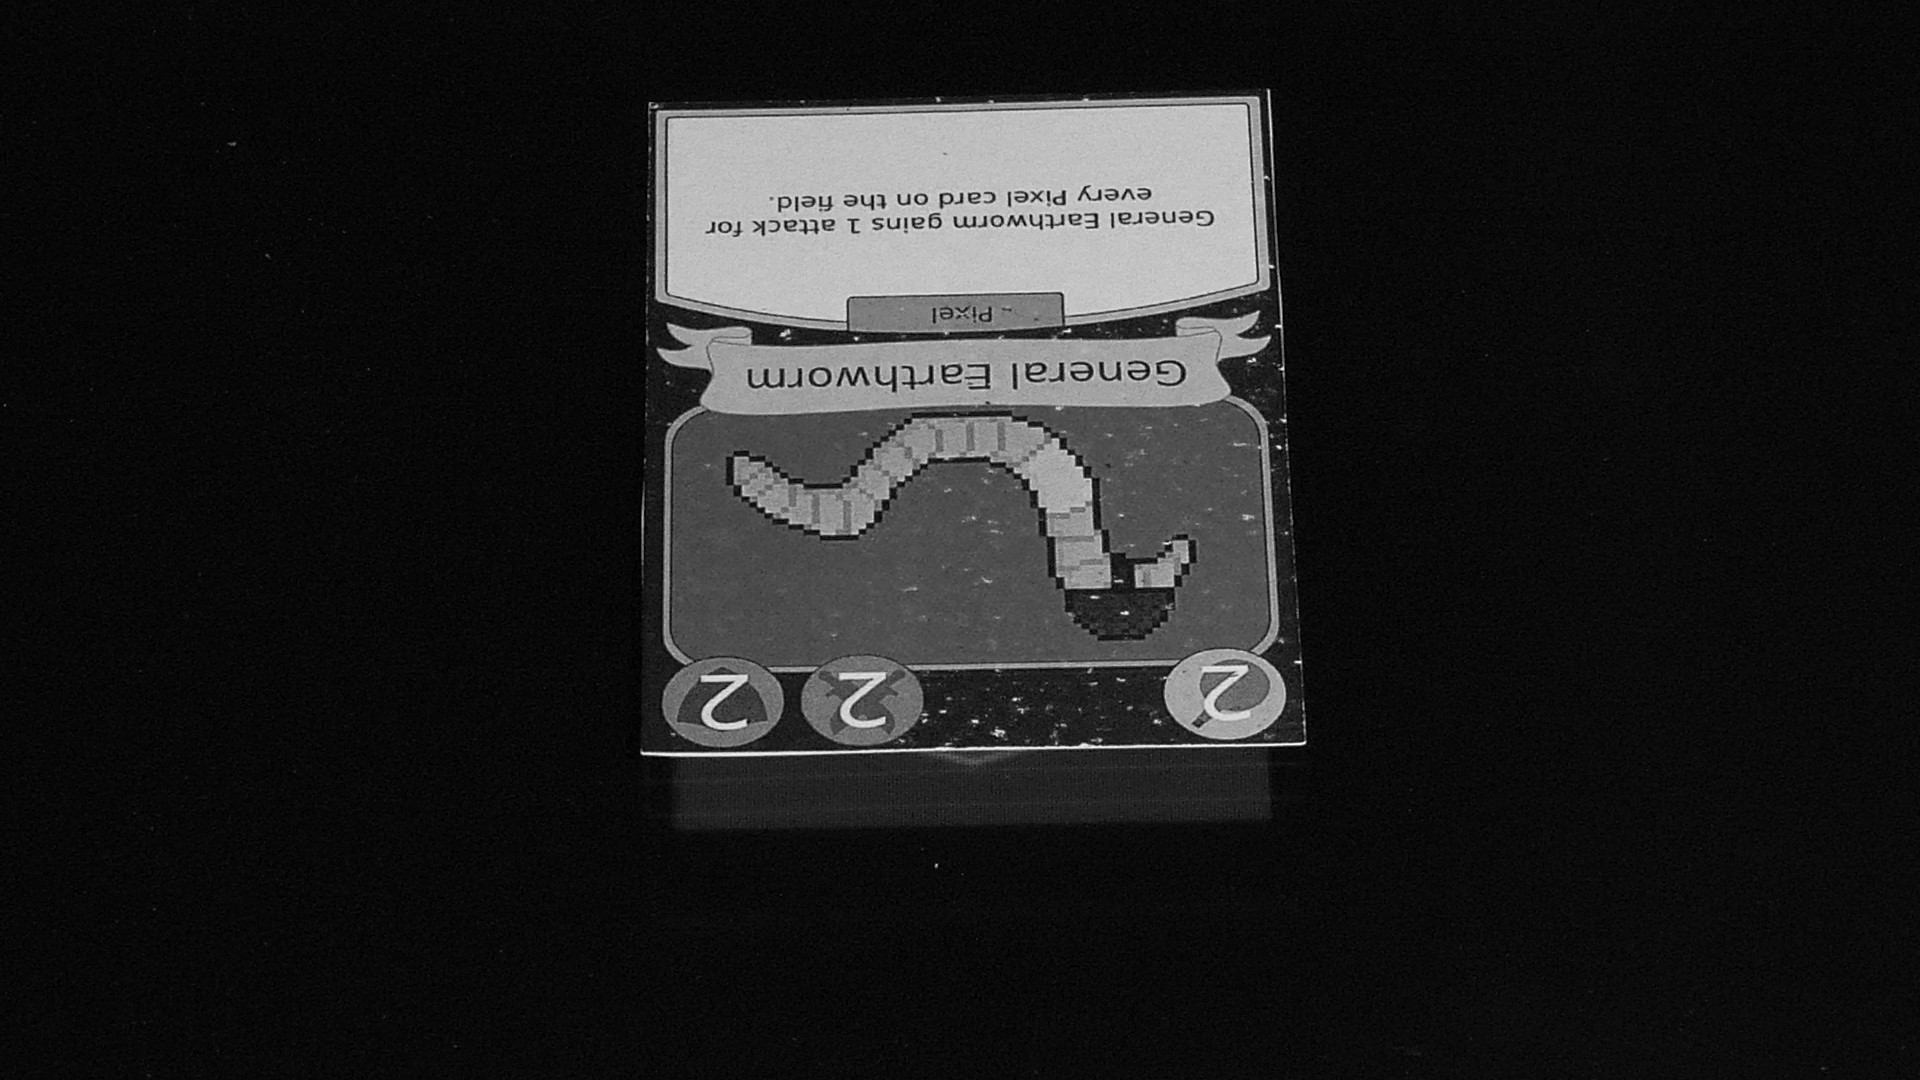 2 2 2
General Earthworm
- Pixel
General Earthworm gains 1 attack for
every Pixel card on the field.